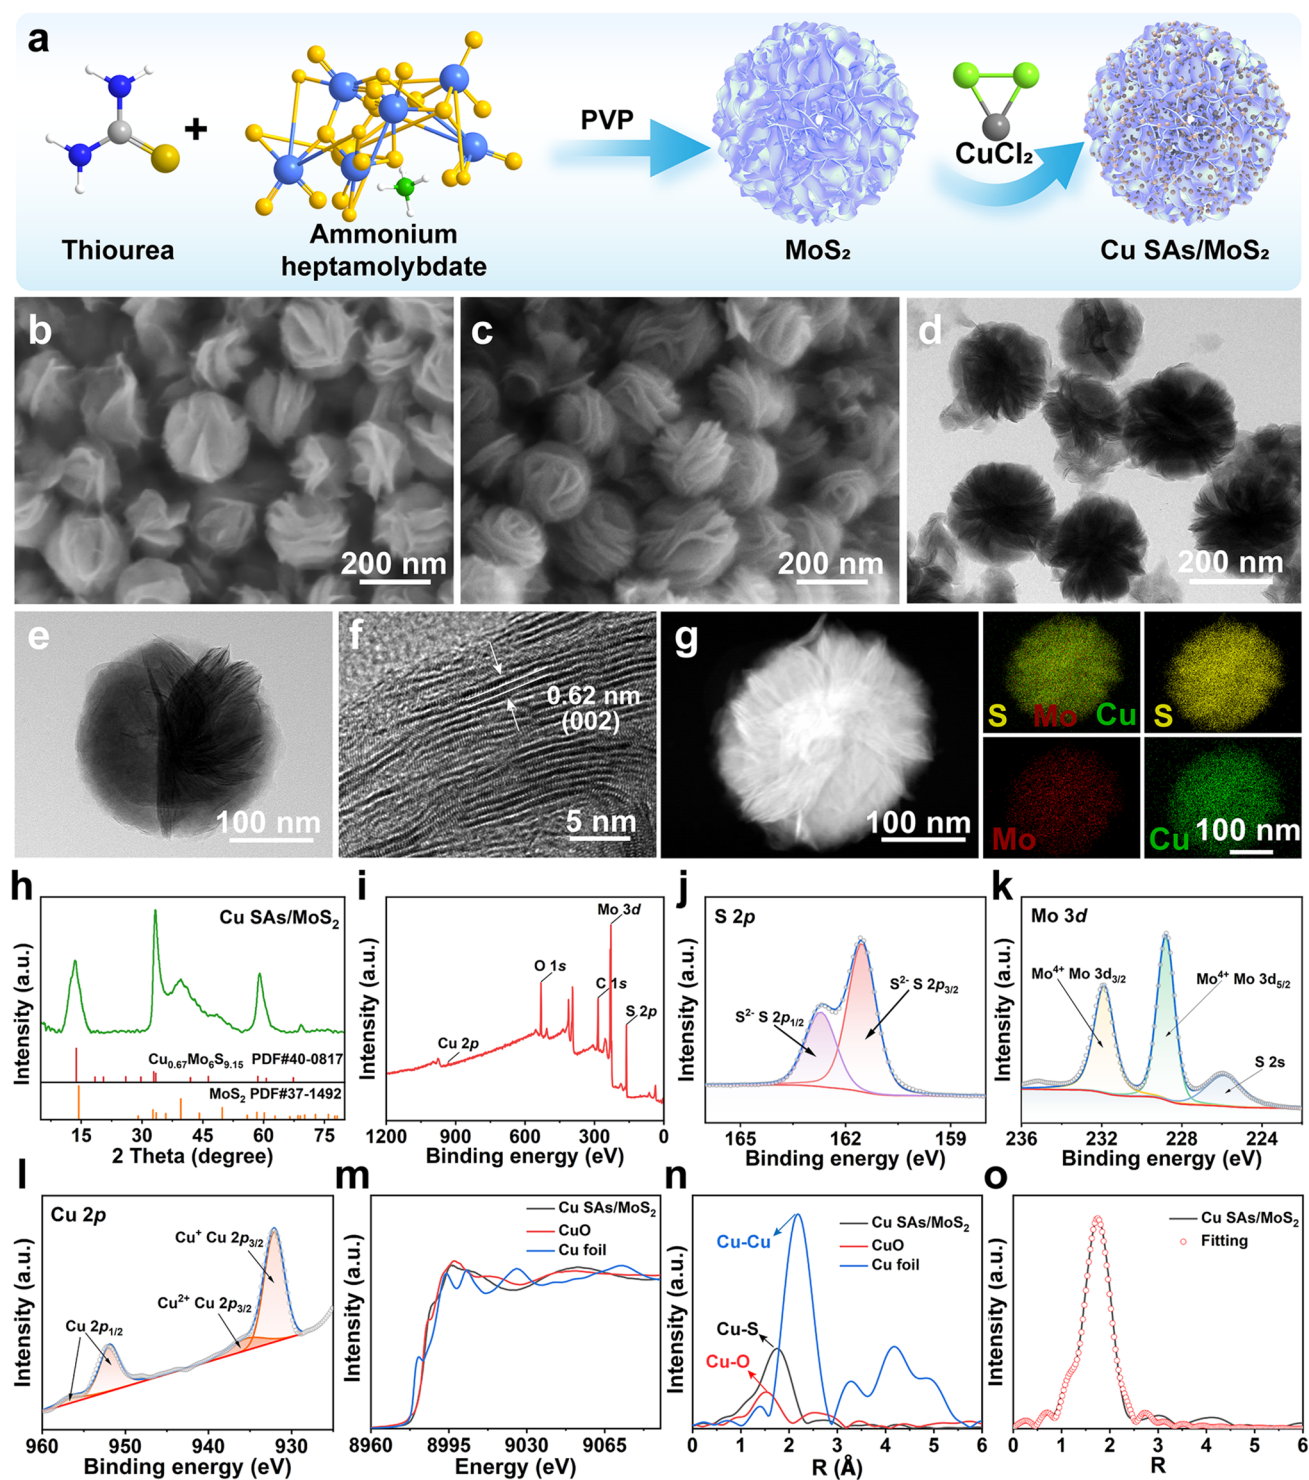 a
+
PVP
CuCl₂
Thiourea
Ammonium
heptamolybdate
MoS₂
Cu SAs/MoS₂
b
200 nm
c
200 nm
d
200 nm
e
100 nm
f
0.62 nm
(002)
5 nm
g
100 nm
S Mo Cu
S
Mo
Cu
100 nm
h
Cu SAs/MoS₂
Cu₀.₆₇Mo₆S₉.₁₅ PDF#40-0817
MoS₂ PDF#37-1492
Intensity (a.u.)
15 30 45 60 75
2 Theta (degree)
i
Mo 3d
O 1s
C 1s
S 2p
Cu 2p
Intensity (a.u.)
1200 900 600 300 0
Binding energy (eV)
j
S 2p
S²⁻ S 2p₃/₂
S²⁻ S 2p₁/₂
Intensity (a.u.)
165 162 159
Binding energy (eV)
k
Mo 3d
Mo⁴⁺ Mo 3d₃/₂
Mo⁴⁺ Mo 3d₅/₂
S 2s
Intensity (a.u.)
236 232 228 224
Binding energy (eV)
l
Cu 2p
Cu⁺ Cu 2p₃/₂
Cu²⁺ Cu 2p₃/₂
Cu 2p₁/₂
Intensity (a.u.)
960 950 940 930
Binding energy (eV)
m
Cu SAs/MoS₂
CuO
Cu foil
Intensity (a.u.)
8960 8995 9030 9065
Energy (eV)
n
Cu-Cu
Cu SAs/MoS₂
CuO
Cu foil
Cu-S
Cu-O
Intensity (a.u.)
0 1 2 3 4 5 6
R (Å)
o
Cu SAs/MoS₂
Fitting
Intensity (a.u.)
0 1 2 3 4 5 6
R